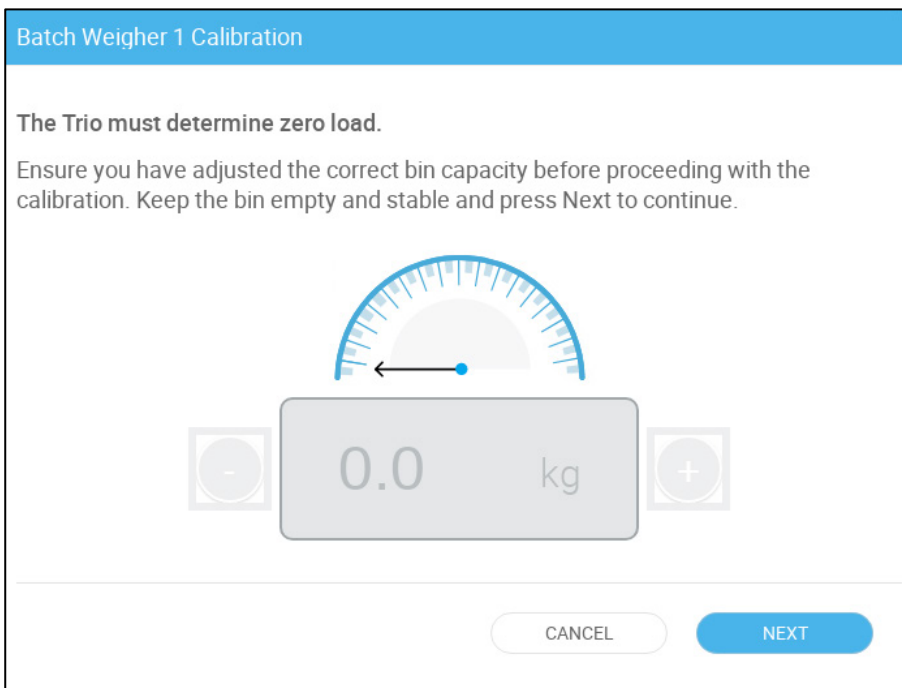 Batch Weigher 1 Calibration
The Trio must determine zero load.
Ensure you have adjusted the correct bin capacity before proceeding with the
calibration. Keep the bin empty and stable and press Next to continue.
- 0.0 kg +
CANCEL NEXT